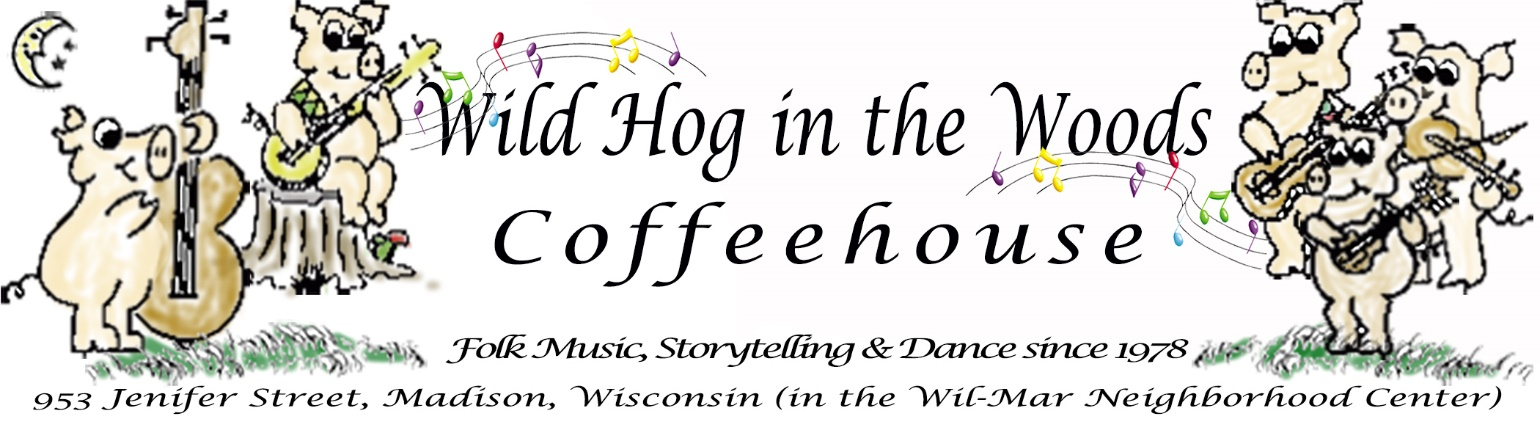 Wild Hog in the Woods
Coffeehouse
Folk Music, Storytelling & Dance since 1978
953 Jenifer Street, Madison, Wisconsin (in the Wil-Mar Neighborhood Center)